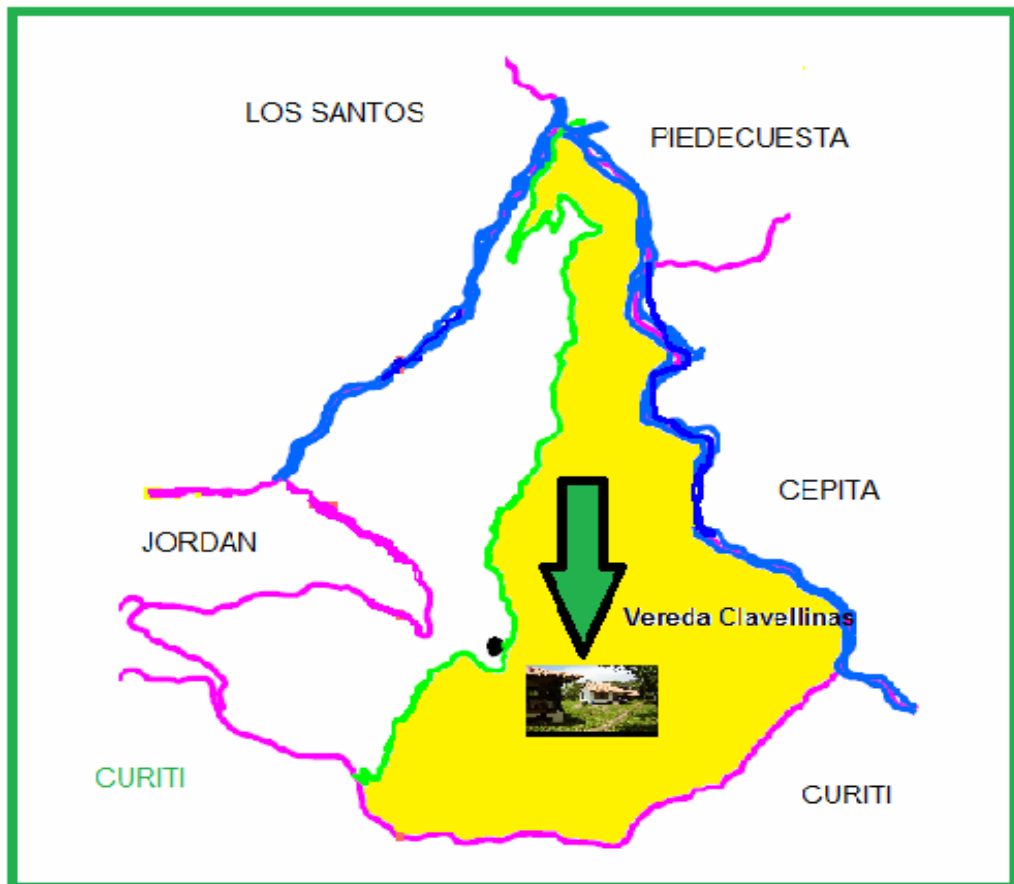 LOS SANTOS
PIEDECUESTA
CEPITA
JORDAN
Vereda Clavellinas
CURITI
CURITI